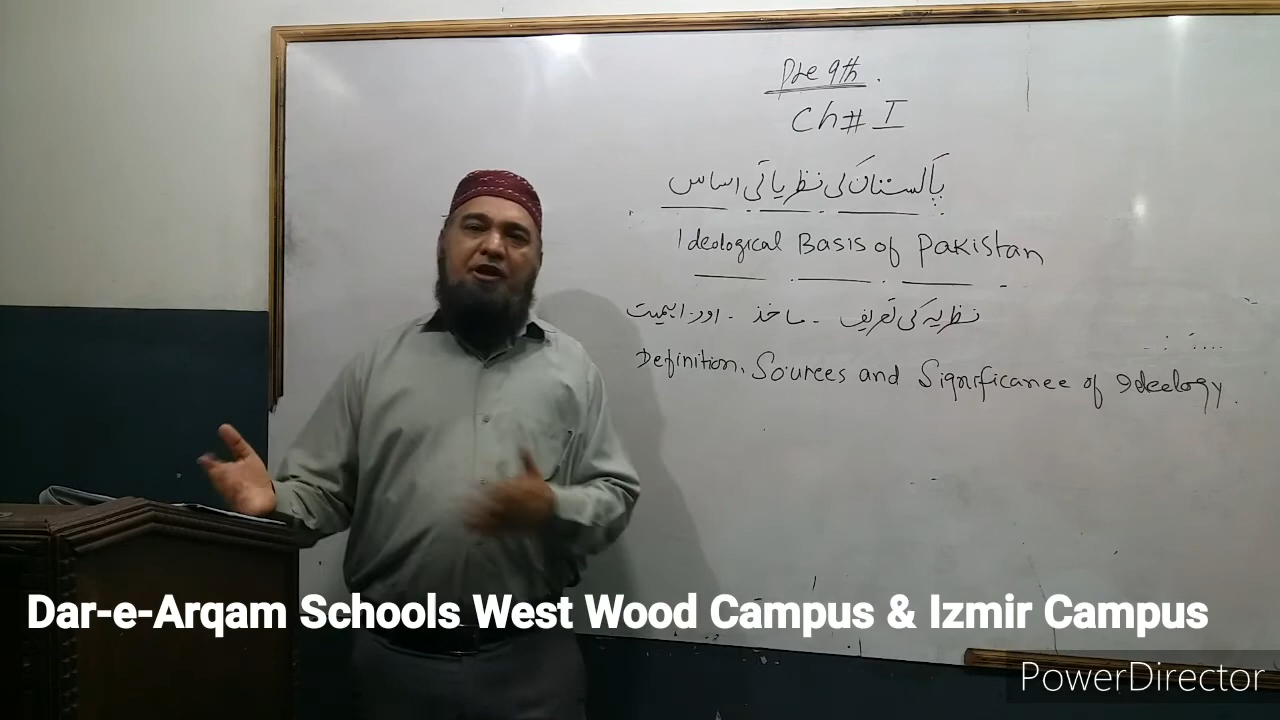 Pre 9th.
Ch# I
پاکستان کی نظریاتی اساس
Ideological Basis of Pakistan
نظریہ کی تعریف - ماخذ - اور اہمیت
Definition, Sources and Significance of Ideology.
Dar-e-Arqam Schools West Wood Campus & Izmir Campus
PowerDirector